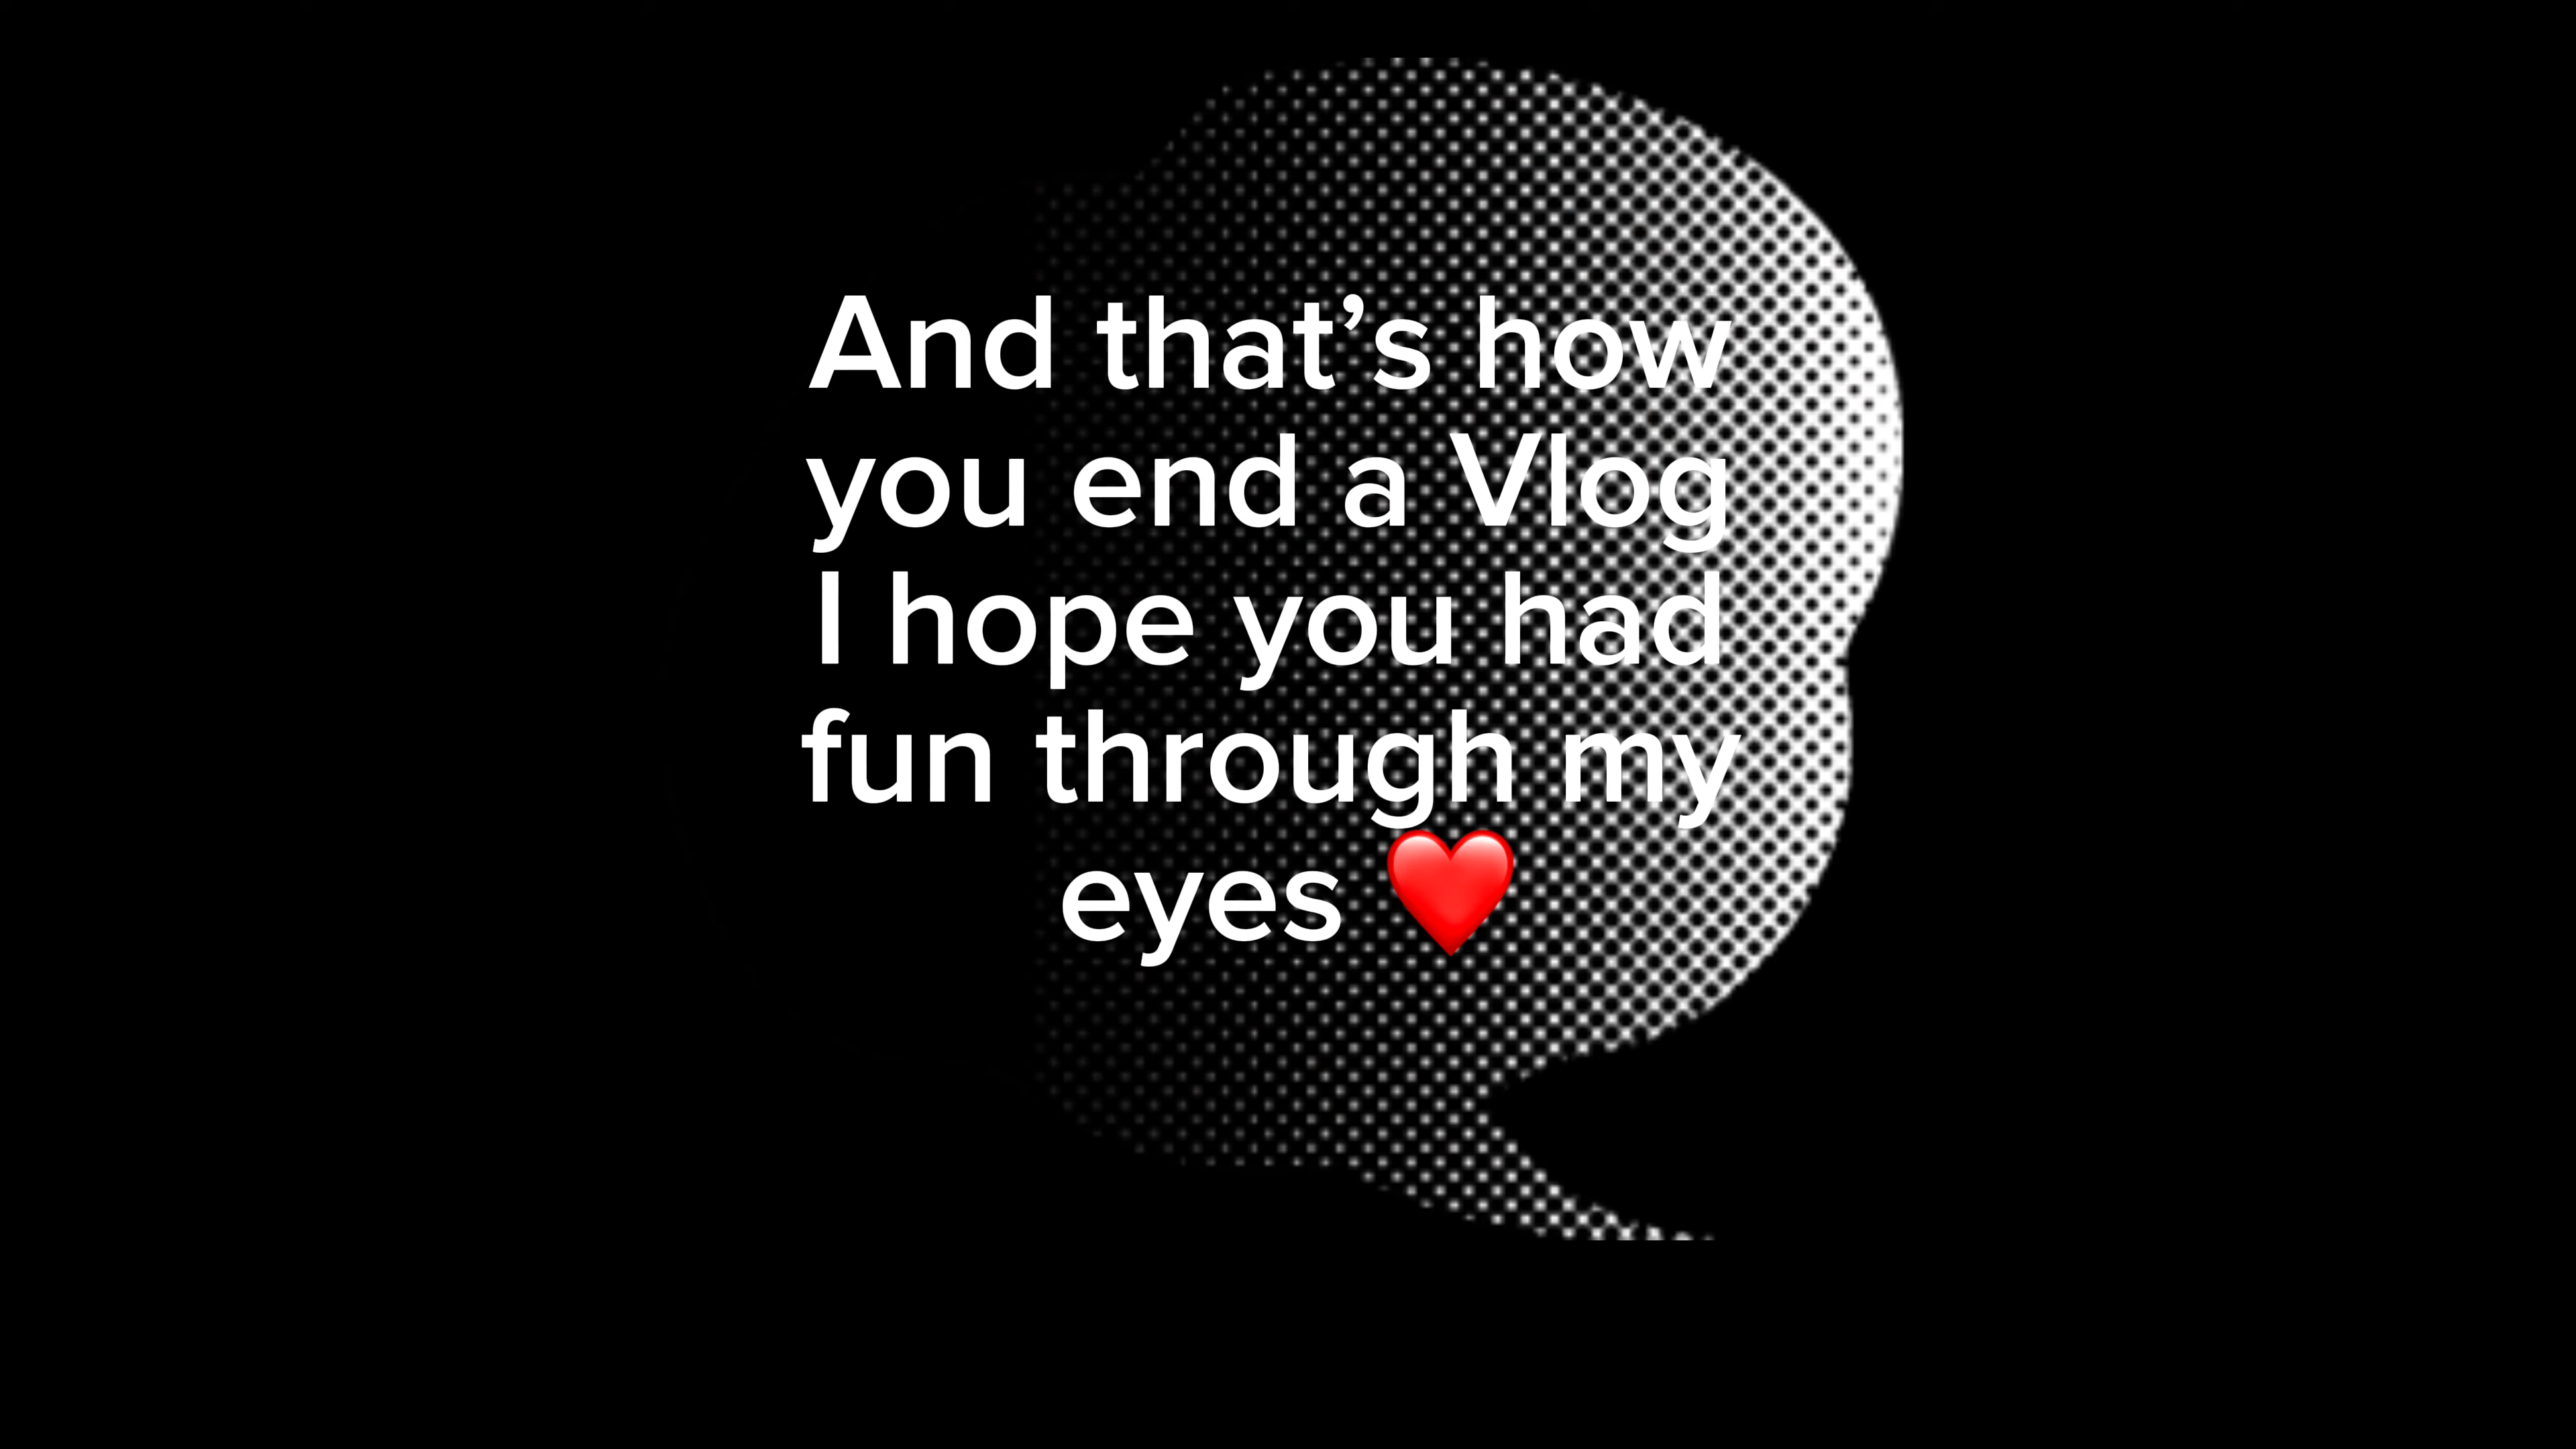 And that’s how
you end a Vlog
I hope you had
fun through my
eyes ❤️